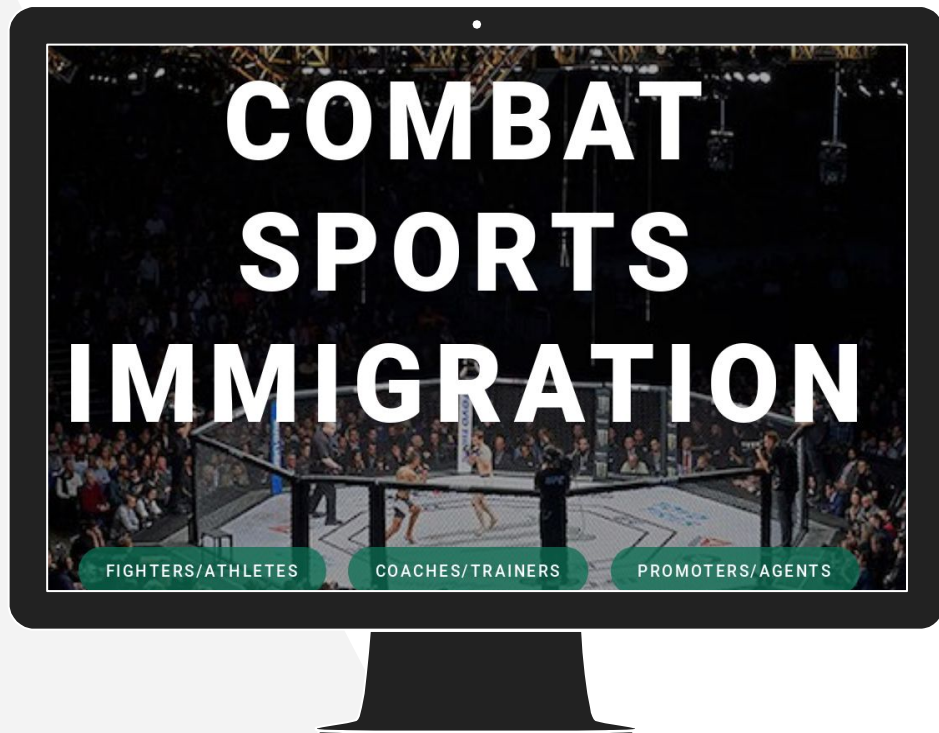 COMBAT
SPORTS
IMMIGRATION
FIGHTERS/ATHLETES
COACHES/TRAINERS
PROMOTERS/AGENTS